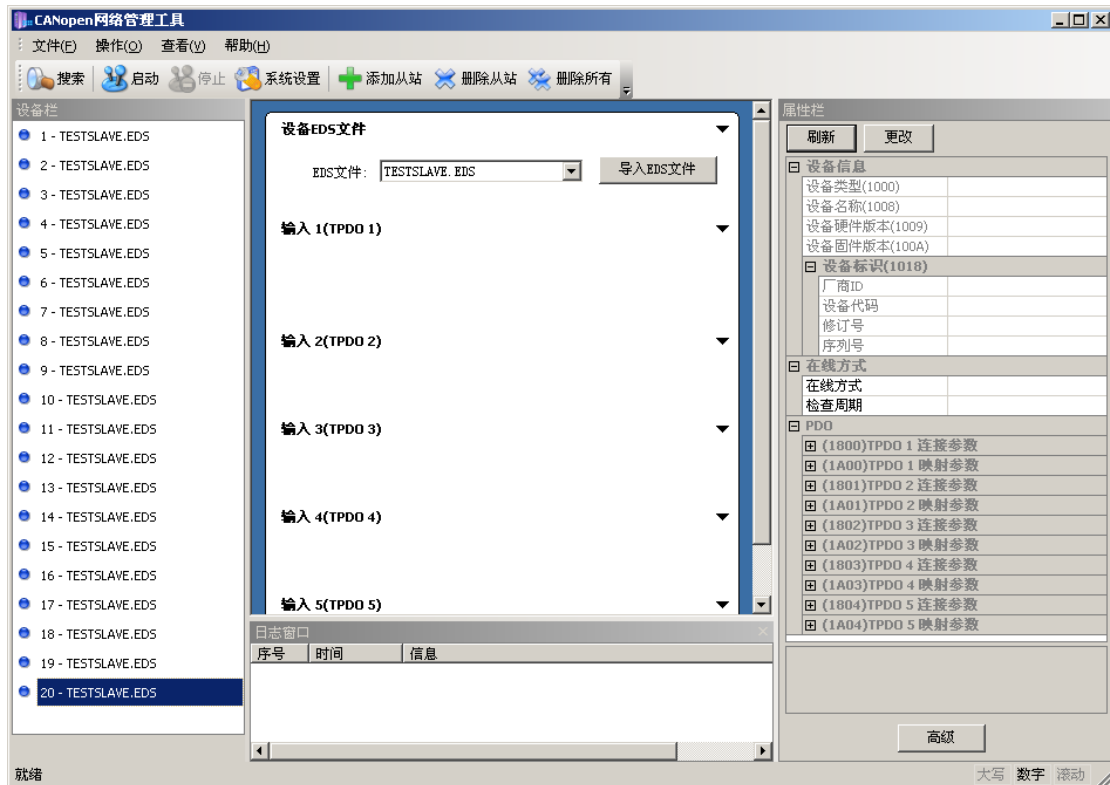 CANopen网络管理工具
文件(F) 操作(O) 查看(V) 帮助(H)
搜索 启动 停止 系统设置 添加从站 删除从站 删除所有
设备栏
1 - TESTSLAVE.EDS
2 - TESTSLAVE.EDS
3 - TESTSLAVE.EDS
4 - TESTSLAVE.EDS
5 - TESTSLAVE.EDS
6 - TESTSLAVE.EDS
7 - TESTSLAVE.EDS
8 - TESTSLAVE.EDS
9 - TESTSLAVE.EDS
10 - TESTSLAVE.EDS
11 - TESTSLAVE.EDS
12 - TESTSLAVE.EDS
13 - TESTSLAVE.EDS
14 - TESTSLAVE.EDS
15 - TESTSLAVE.EDS
16 - TESTSLAVE.EDS
17 - TESTSLAVE.EDS
18 - TESTSLAVE.EDS
19 - TESTSLAVE.EDS
20 - TESTSLAVE.EDS
设备EDS文件
EDS文件: TESTSLAVE.EDS 导入EDS文件
输入 1(TPDO 1)
输入 2(TPDO 2)
输入 3(TPDO 3)
输入 4(TPDO 4)
输入 5(TPDO 5)
日志窗口
序号 时间 信息
属性栏
刷新 更改
设备信息
设备类型(1000)
设备名称(1008)
设备硬件版本(1009)
设备固件版本(100A)
设备标识(1018)
厂商ID
设备代码
修订号
序列号
在线方式
在线方式
检查周期
PDO
(1800)TPDO 1 连接参数
(1A00)TPDO 1 映射参数
(1801)TPDO 2 连接参数
(1A01)TPDO 2 映射参数
(1802)TPDO 3 连接参数
(1A02)TPDO 3 映射参数
(1803)TPDO 4 连接参数
(1A03)TPDO 4 映射参数
(1804)TPDO 5 连接参数
(1A04)TPDO 5 映射参数
高级
就绪
大写 数字 滚动